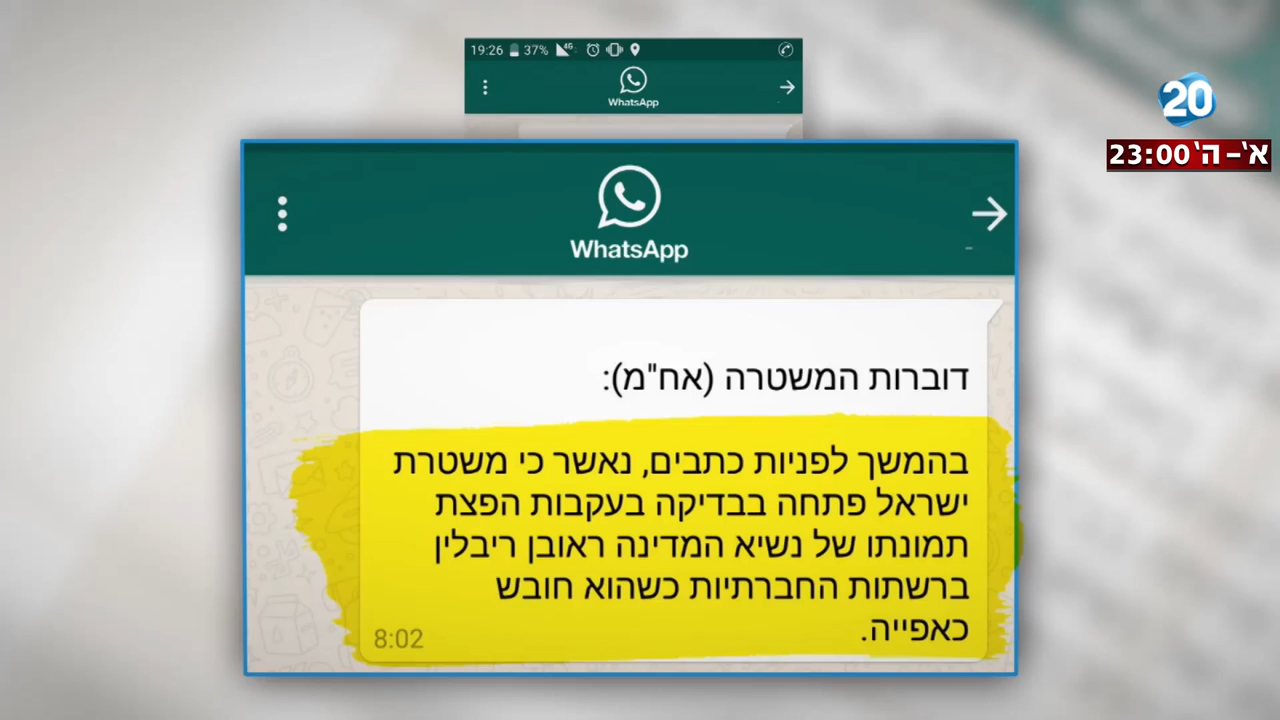 19:26 37% 4G
WhatsApp
20
א'-ה' 23:00
WhatsApp
דוברות המשטרה (אח"מ):
בהמשך לפניות כתבים, נאשר כי משטרת
ישראל פתחה בבדיקה בעקבות הפצת
תמונתו של נשיא המדינה ראובן ריבלין
ברשתות החברתיות כשהוא חובש
כאפייה.
8:02